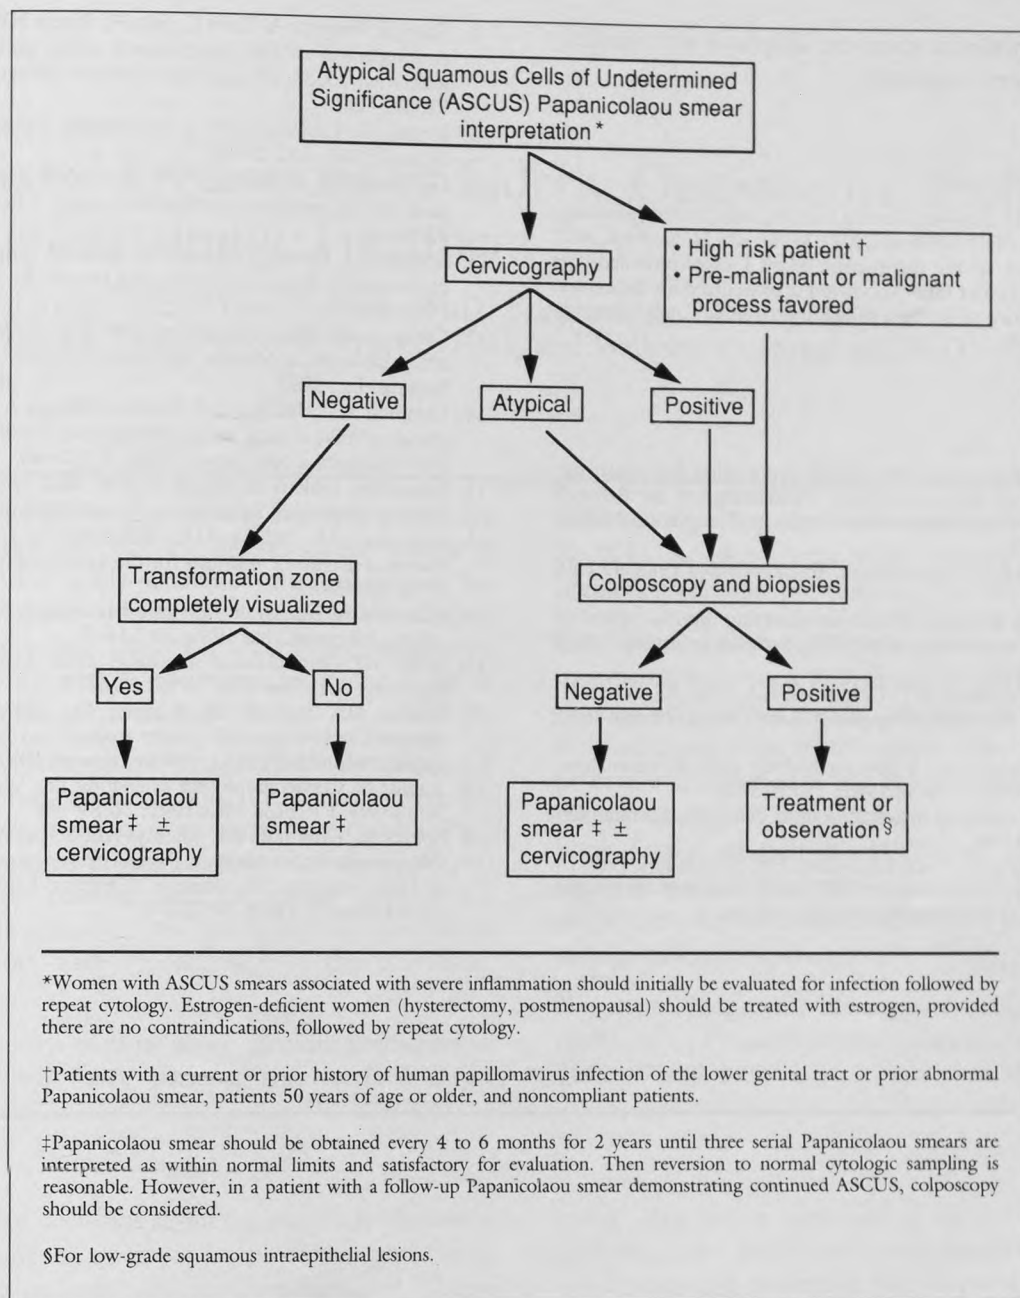 Atypical Squamous Cells of Undetermined
Significance (ASCUS) Papanicolaou smear
interpretation *
Cervicography
• High risk patient †
• Pre-malignant or malignant
process favored
Negative
Atypical
Positive
Transformation zone
completely visualized
Colposcopy and biopsies
Yes
No
Negative
Positive
Papanicolaou
smear ‡ ±
cervicography
Papanicolaou
smear ‡
Papanicolaou
smear ‡ ±
cervicography
Treatment or
observation §
*Women with ASCUS smears associated with severe inflammation should initially be evaluated for infection followed by
repeat cytology. Estrogen-deficient women (hysterectomy, postmenopausal) should be treated with estrogen, provided
there are no contraindications, followed by repeat cytology.
†Patients with a current or prior history of human papillomavirus infection of the lower genital tract or prior abnormal
Papanicolaou smear, patients 50 years of age or older, and noncompliant patients.
‡Papanicolaou smear should be obtained every 4 to 6 months for 2 years until three serial Papanicolaou smears are
interpreted as within normal limits and satisfactory for evaluation. Then reversion to normal cytologic sampling is
reasonable. However, in a patient with a follow-up Papanicolaou smear demonstrating continued ASCUS, colposcopy
should be considered.
§For low-grade squamous intraepithelial lesions.